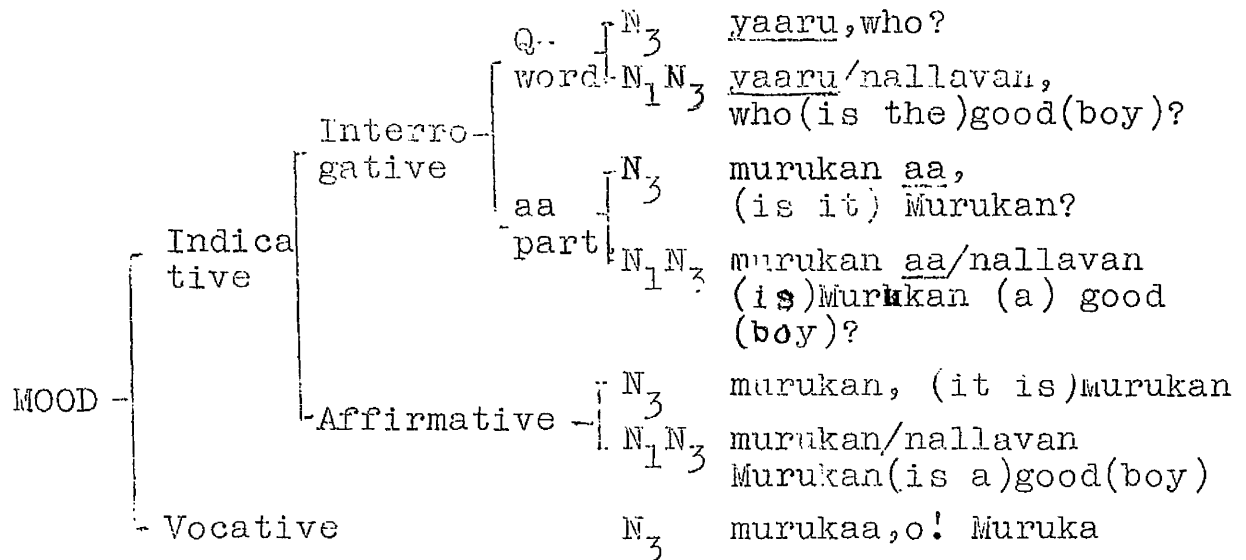 Q-- N3 yaaru,who?
word N1N3 yaaru/nallavan,
Interro who(is the)good(boy)?
gative N3 murukan aa,
aa (is it) Murukan?
part N1N3 murukan aa/nallavan
Indica (is)Murukan (a) good
tive (boy)?
MOOD N3 murukan, (it is)Murukan
Affirmative N1N3 murukan/nallavan
Murukan(is a)good(boy)
Vocative N3 murukaa,o! Muruka